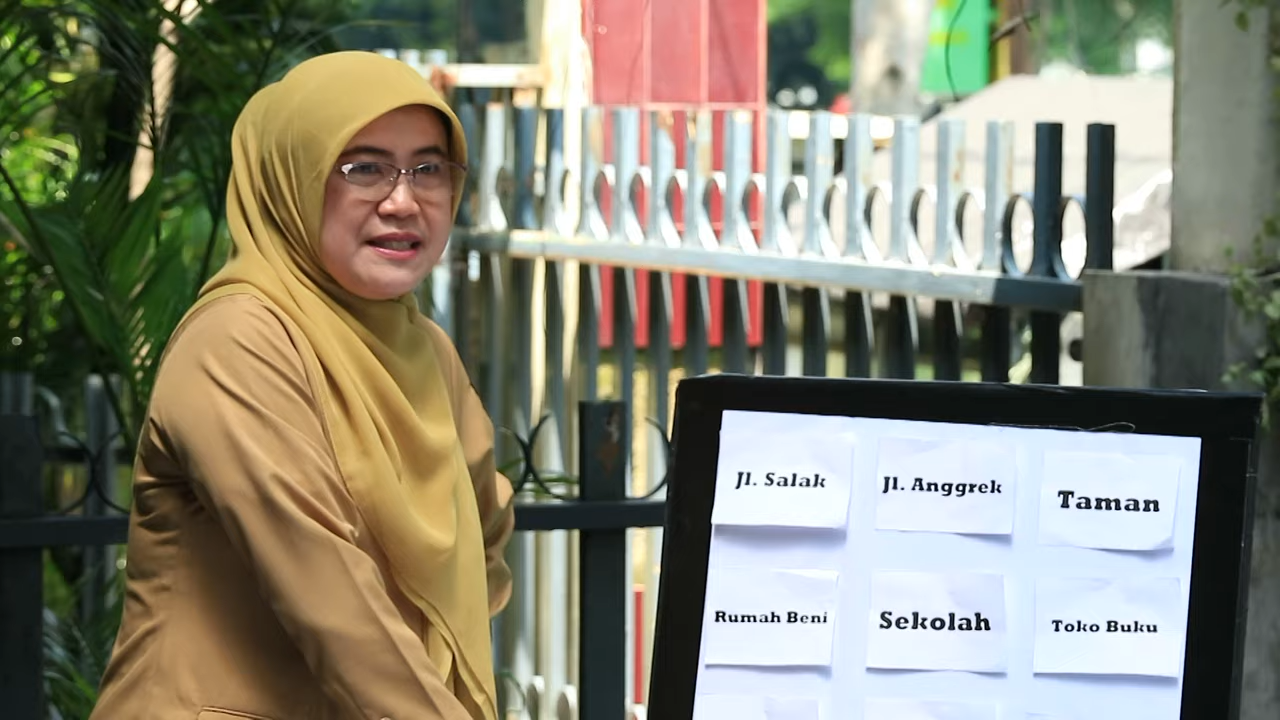 Jl. Salak
Jl. Anggrek
Taman
Rumah Beni
Sekolah
Toko Buku